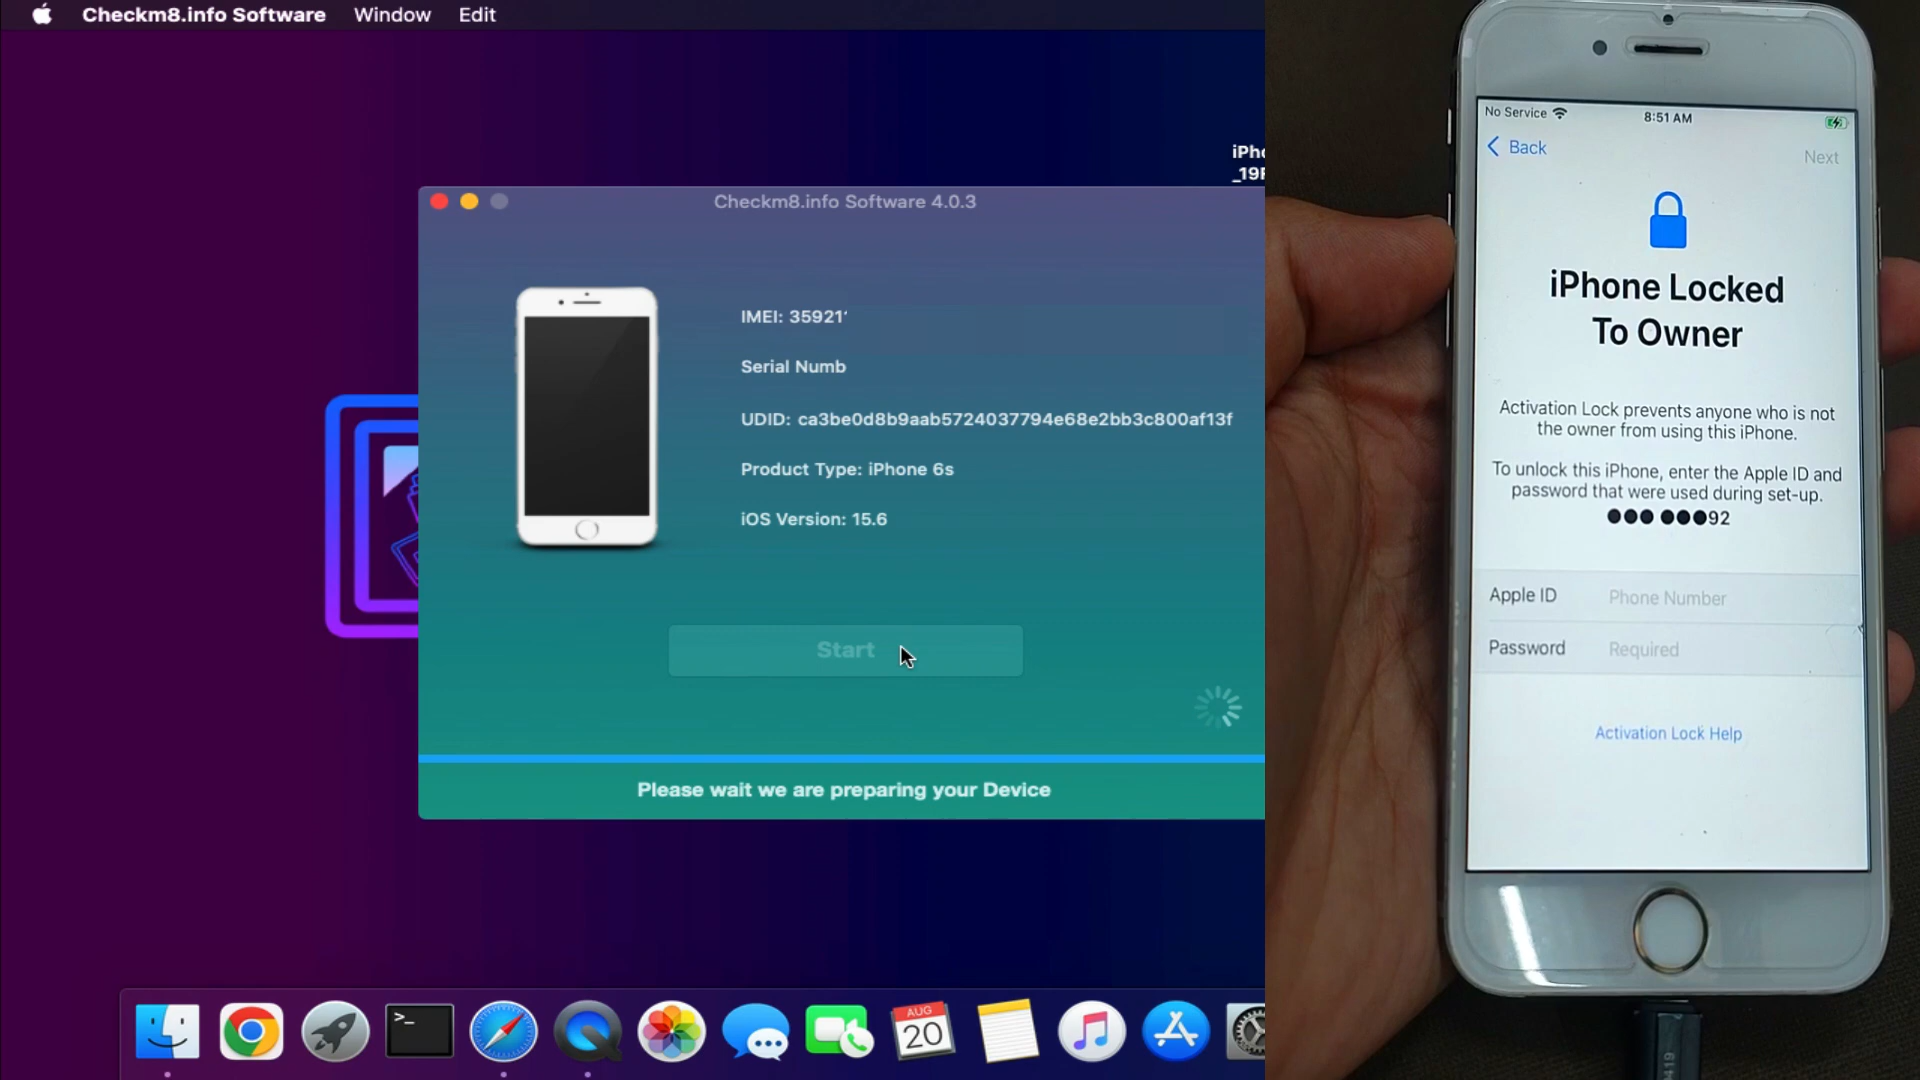 Checkm8.info Software Window Edit
iPho
_19F
Checkm8.info Software 4.0.3
IMEI: 35921
Serial Numb
UDID: ca3be0d8b9aab5724037794e68e2bb3c800af13f
Product Type: iPhone 6s
iOS Version: 15.6
Start
Please wait we are preparing your Device
>_
AUG
20
No Service 8:51 AM
Back Next
iPhone Locked
To Owner
Activation Lock prevents anyone who is not
the owner from using this iPhone.
To unlock this iPhone, enter the Apple ID and
password that were used during set-up.
●●● ●●●92
Apple ID Phone Number
Password Required
Activation Lock Help